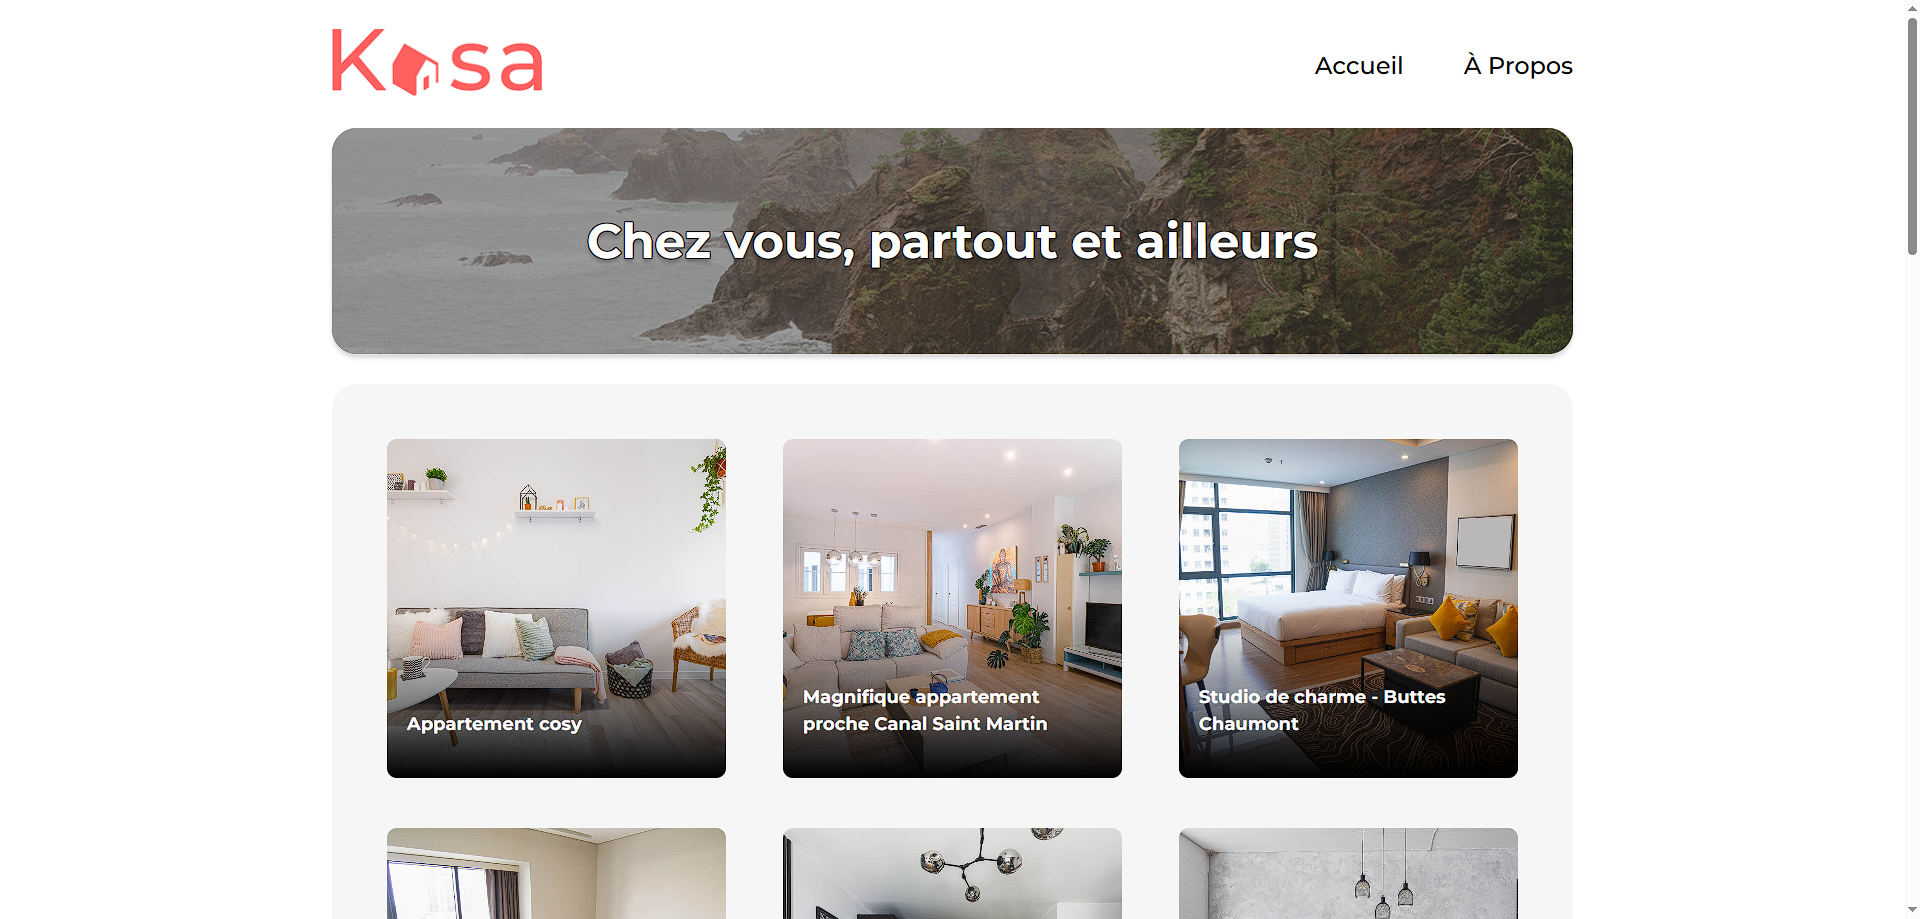 Kasa
Accueil
À Propos
Chez vous, partout et ailleurs
Appartement cosy
Magnifique appartement
proche Canal Saint Martin
Studio de charme - Buttes
Chaumont